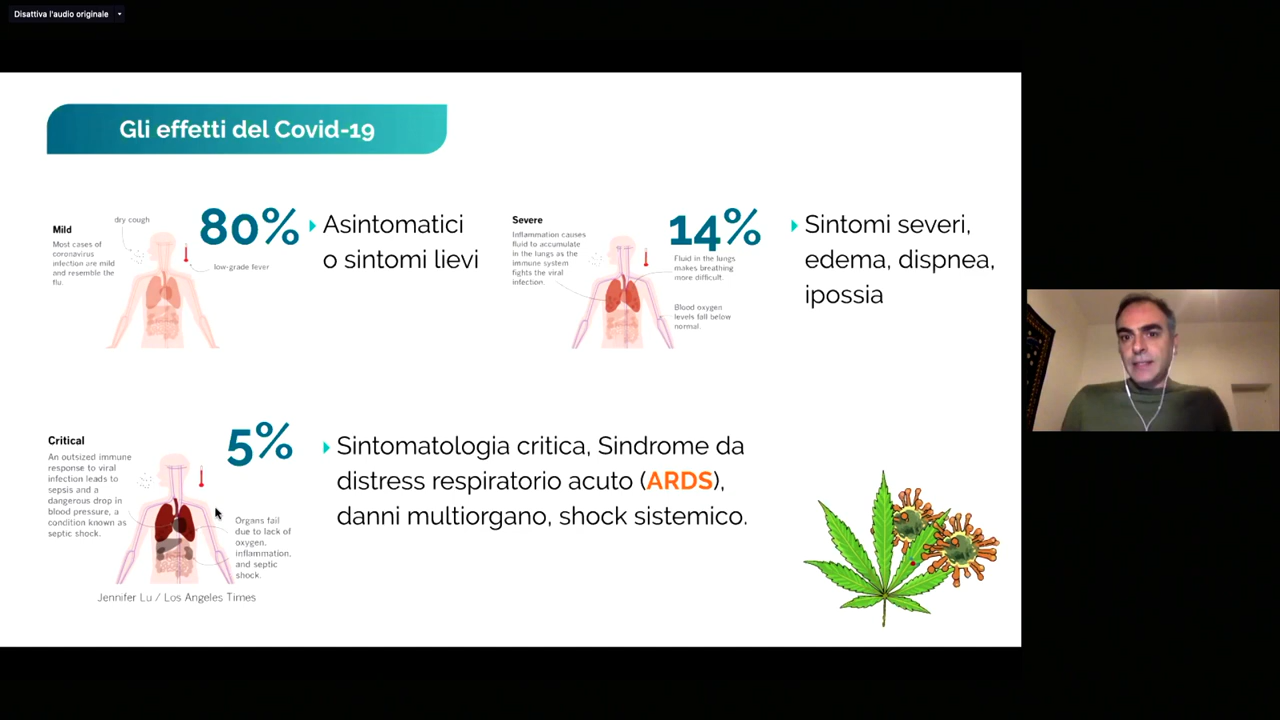 Disattiva l'audio originale
Gli effetti del Covid-19
Mild
Most cases of
coronavirus
infection are mild
and resemble the
flu.
dry cough
low-grade fever
80%
Asintomatici
o sintomi lievi
Severe
Inflammation causes
fluid to accumulate
in the lungs as the
immune system
fights the viral
infection.
14%
Fluid in the lungs
makes breathing
more difficult.
Blood oxygen
levels fall below
normal.
Sintomi severi,
edema, dispnea,
ipossia
Critical
An outsized immune
response to viral
infection leads to
sepsis and a
dangerous drop in
blood pressure, a
condition known as
septic shock.
5%
Organs fail
due to lack of
oxygen,
inflammation,
and septic
shock.
Jennifer Lu / Los Angeles Times
Sintomatologia critica, Sindrome da
distress respiratorio acuto (ARDS),
danni multiorgano, shock sistemico.